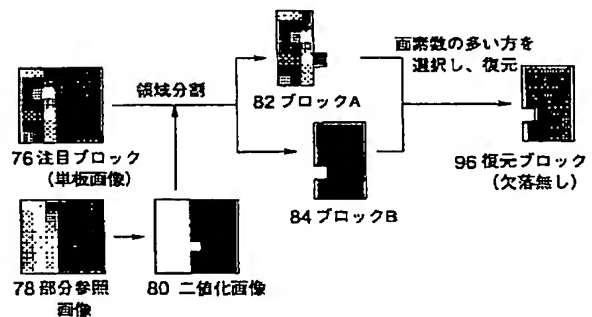 画素数の多い方を
選択し、復元
領域分割
82 ブロックA
76 注目ブロック
(単板画像)
96 復元ブロック
(欠落無し)
84 ブロックB
78 部分参照
画像
80 二値化画像